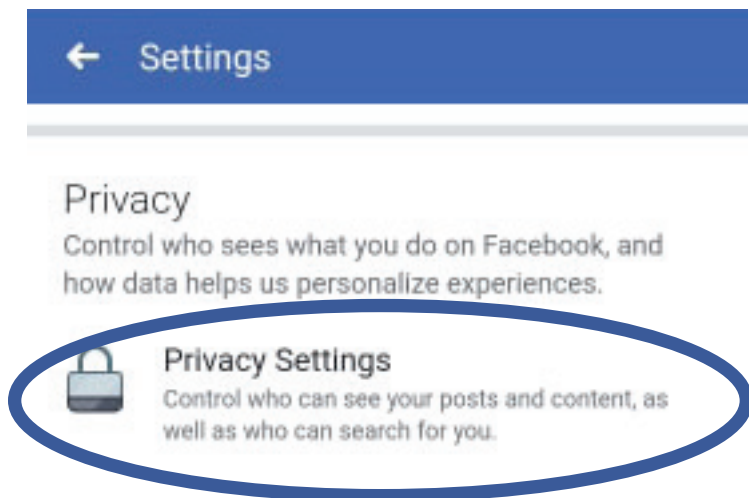 Settings
Privacy
Control who sees what you do on Facebook, and
how data helps us personalize experiences.
Privacy Settings
Control who can see your posts and content, as
well as who can search for you.